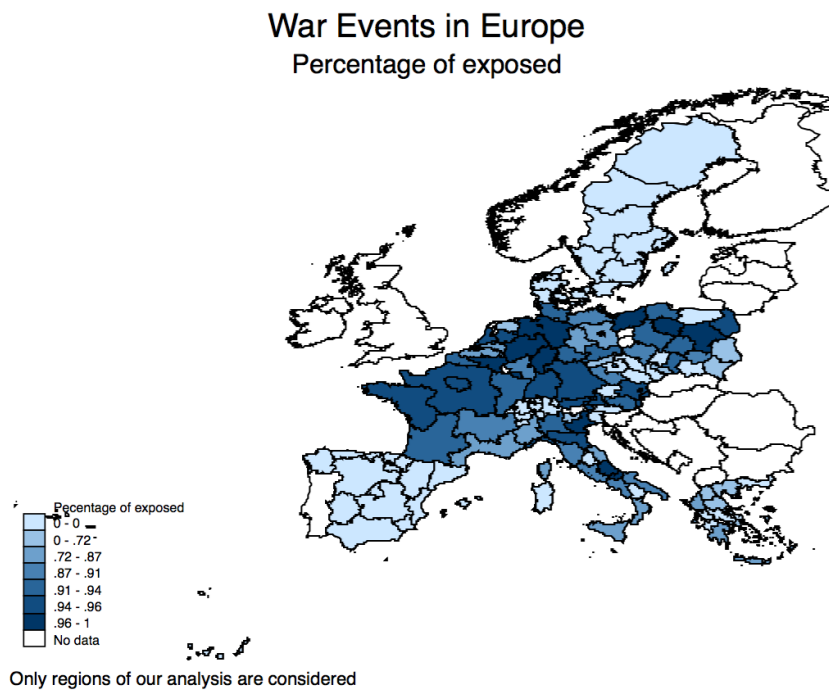 War Events in Europe
Percentage of exposed
Pecentage of exposed
0 - 0
0 - .72
.72 - .87
.87 - .91
.91 - .94
.94 - .96
.96 - 1
No data
Only regions of our analysis are considered